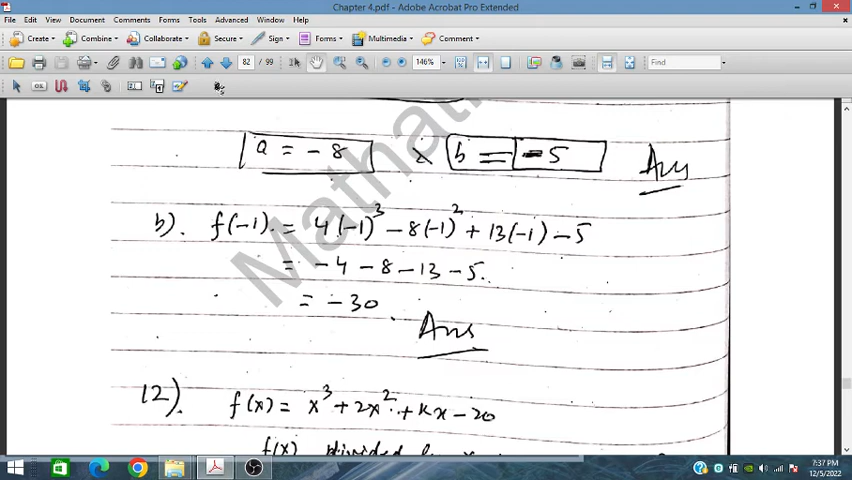 Chapter 4.pdf - Adobe Acrobat Pro Extended
File Edit View Document Comments Forms Tools Advanced Window Help
Create Combine Collaborate Secure Sign Forms Multimedia Comment
82 / 99 146% Find
a = -8 & b = -5 Ans
b). f(-1). = 4(-1)³ - 8(-1)² + 13(-1) - 5
= -4 - 8 - 13 - 5.
= -30
Ans
12). f(x) = x³ + 2x² + kx - 20
f(x) divided
Mathai
7:37 PM
12/5/2022